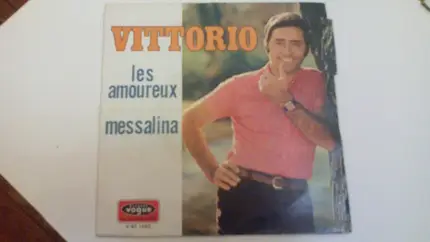 VITTORIO
les
amoureux
messalina
vogue